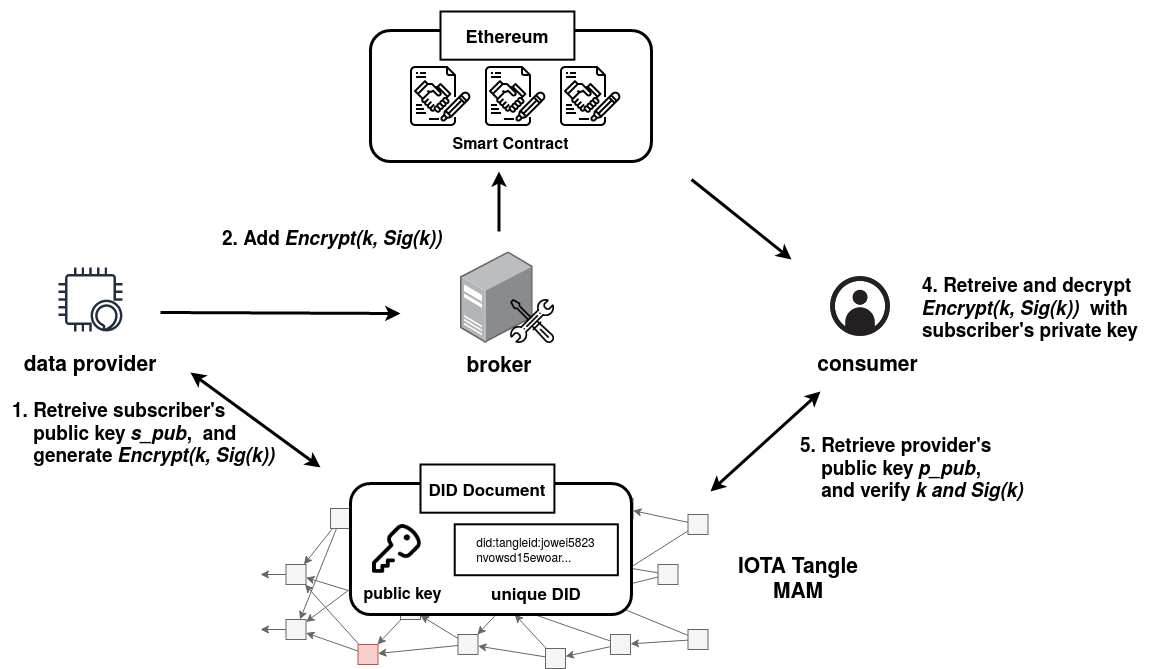 Ethereum
Smart Contract
2. Add Encrypt(k, Sig(k))
data provider
broker
consumer
4. Retreive and decrypt
Encrypt(k, Sig(k)) with
subscriber's private key
1. Retreive subscriber's
public key s_pub, and
generate Encrypt(k, Sig(k))
5. Retrieve provider's
public key p_pub,
and verify k and Sig(k)
DID Document
did:tangleid:jowei5823
nvowsd15ewoar...
public key
unique DID
IOTA Tangle
MAM